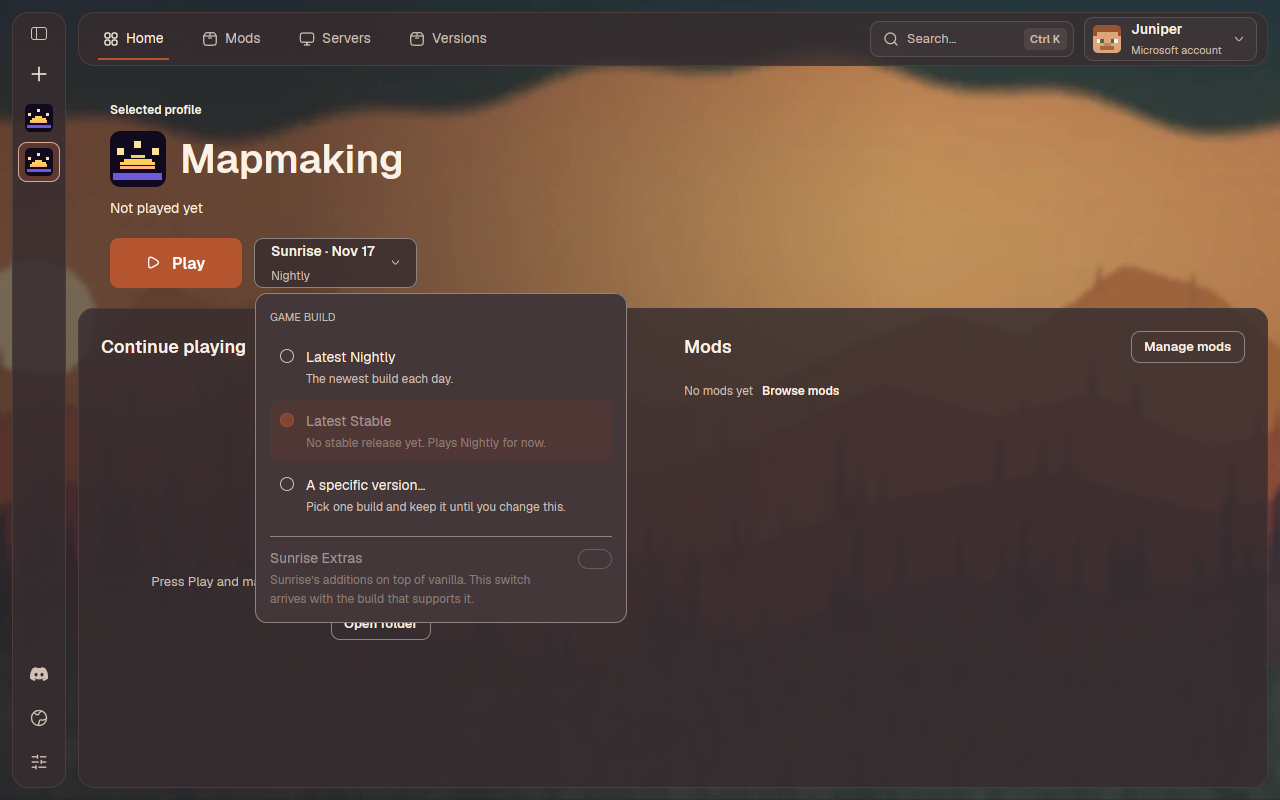 Home
Mods
Servers
Versions
Search...
Ctrl K
Juniper
Microsoft account
Selected profile
Mapmaking
Not played yet
Play
Sunrise · Nov 17
Nightly
GAME BUILD
Latest Nightly
The newest build each day.
Latest Stable
No stable release yet. Plays Nightly for now.
A specific version...
Pick one build and keep it until you change this.
Sunrise Extras
Sunrise's additions on top of vanilla. This switch
arrives with the build that supports it.
Continue playing
Press Play and
Open folder
Mods
Manage mods
No mods yet Browse mods